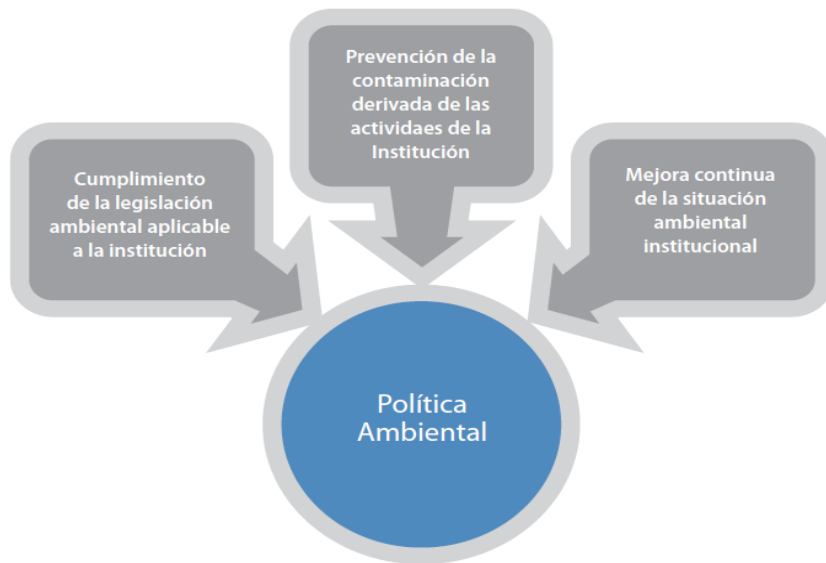 Prevención de la
contaminación
derivada de las
actividaes de la
Institución
Cumplimiento
de la legislación
ambiental aplicable
a la institución
Mejora continua
de la situación
ambiental
institucional
Política
Ambiental